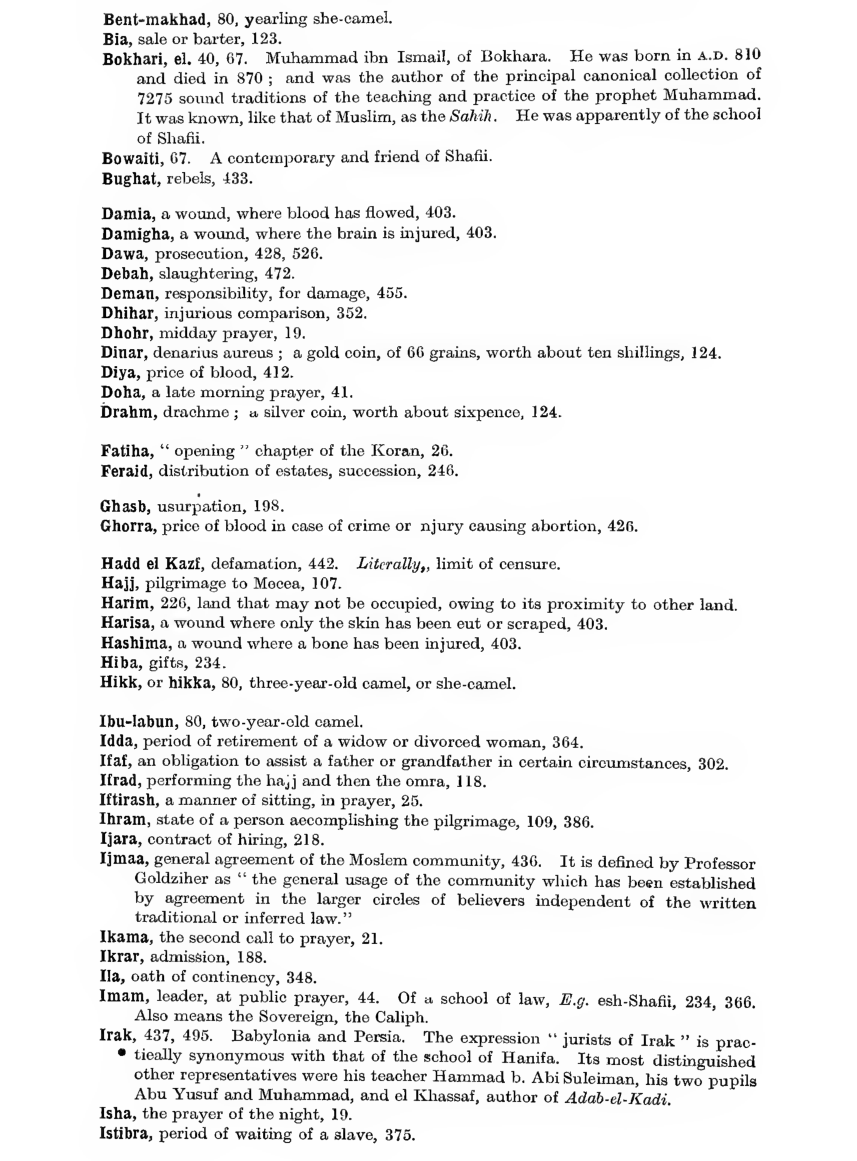 Bent-makhad, 80, yearling she-camel.
Bia, sale or barter, 123.
Bokhari, el. 40, 67. Muhammad ibn Ismail, of Bokhara. He was born in A.D. 810
and died in 870 ; and was the author of the principal canonical collection of
7275 sound traditions of the teaching and practice of the prophet Muhammad.
It was known, like that of Muslim, as the Sahih. He was apparently of the school
of Shafii.
Bowaiti, 67. A contemporary and friend of Shafii.
Bughat, rebels, 433.
Damia, a wound, where blood has flowed, 403.
Damigha, a wound, where the brain is injured, 403.
Dawa, prosecution, 428, 526.
Debah, slaughtering, 472.
Deman, responsibility, for damage, 455.
Dhihar, injurious comparison, 352.
Dhohr, midday prayer, 19.
Dinar, denarius aureus ; a gold coin, of 66 grains, worth about ten shillings, 124.
Diya, price of blood, 412.
Doha, a late morning prayer, 41.
Drahm, drachme ; a silver coin, worth about sixpence, 124.
Fatiha, “ opening ” chapter of the Koran, 26.
Feraid, distribution of estates, succession, 246.
Ghasb, usurpation, 198.
Ghorra, price of blood in case of crime or njury causing abortion, 426.
Hadd el Kazf, defamation, 442. Literally,, limit of censure.
Hajj, pilgrimage to Mecea, 107.
Harim, 226, land that may not be occupied, owing to its proximity to other land.
Harisa, a wound where only the skin has been eut or scraped, 403.
Hashima, a wound where a bone has been injured, 403.
Hiba, gifts, 234.
Hikk, or hikka, 80, three-year-old camel, or she-camel.
Ibu-labun, 80, two-year-old camel.
Idda, period of retirement of a widow or divorced woman, 364.
Ifaf, an obligation to assist a father or grandfather in certain circumstances, 302.
Ifrad, performing the hajj and then the omra, 118.
Iftirash, a manner of sitting, in prayer, 25.
Ihram, state of a person aecomplishing the pilgrimage, 109, 386.
Ijara, contract of hiring, 218.
Ijmaa, general agreement of the Moslem community, 436. It is defined by Professor
Goldziher as “ the general usage of the community which has been established
by agreement in the larger circles of believers independent of the written
traditional or inferred law.”
Ikama, the second call to prayer, 21.
Ikrar, admission, 188.
Ila, oath of continency, 348.
Imam, leader, at public prayer, 44. Of a school of law, E.g. esh-Shafii, 234, 366.
Also means the Sovereign, the Caliph.
Irak, 437, 495. Babylonia and Persia. The expression “ jurists of Irak ” is prac-
tieally synonymous with that of the school of Hanifa. Its most distinguished
other representatives were his teacher Hammad b. Abi Suleiman, his two pupils
Abu Yusuf and Muhammad, and el Khassaf, author of Adab-el-Kadi.
Isha, the prayer of the night, 19.
Istibra, period of waiting of a slave, 375.